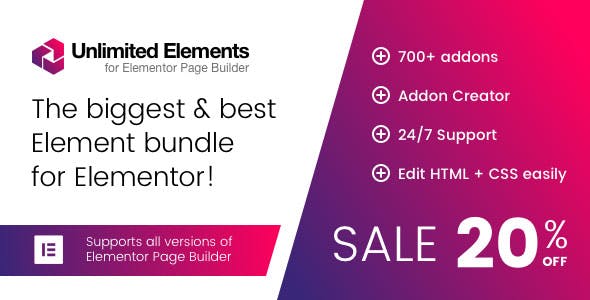 Unlimited Elements
for Elementor Page Builder
The biggest & best
Element bundle
for Elementor!
Supports all versions of
Elementor Page Builder
700+ addons
Addon Creator
24/7 Support
Edit HTML + CSS easily
SALE 20% OFF